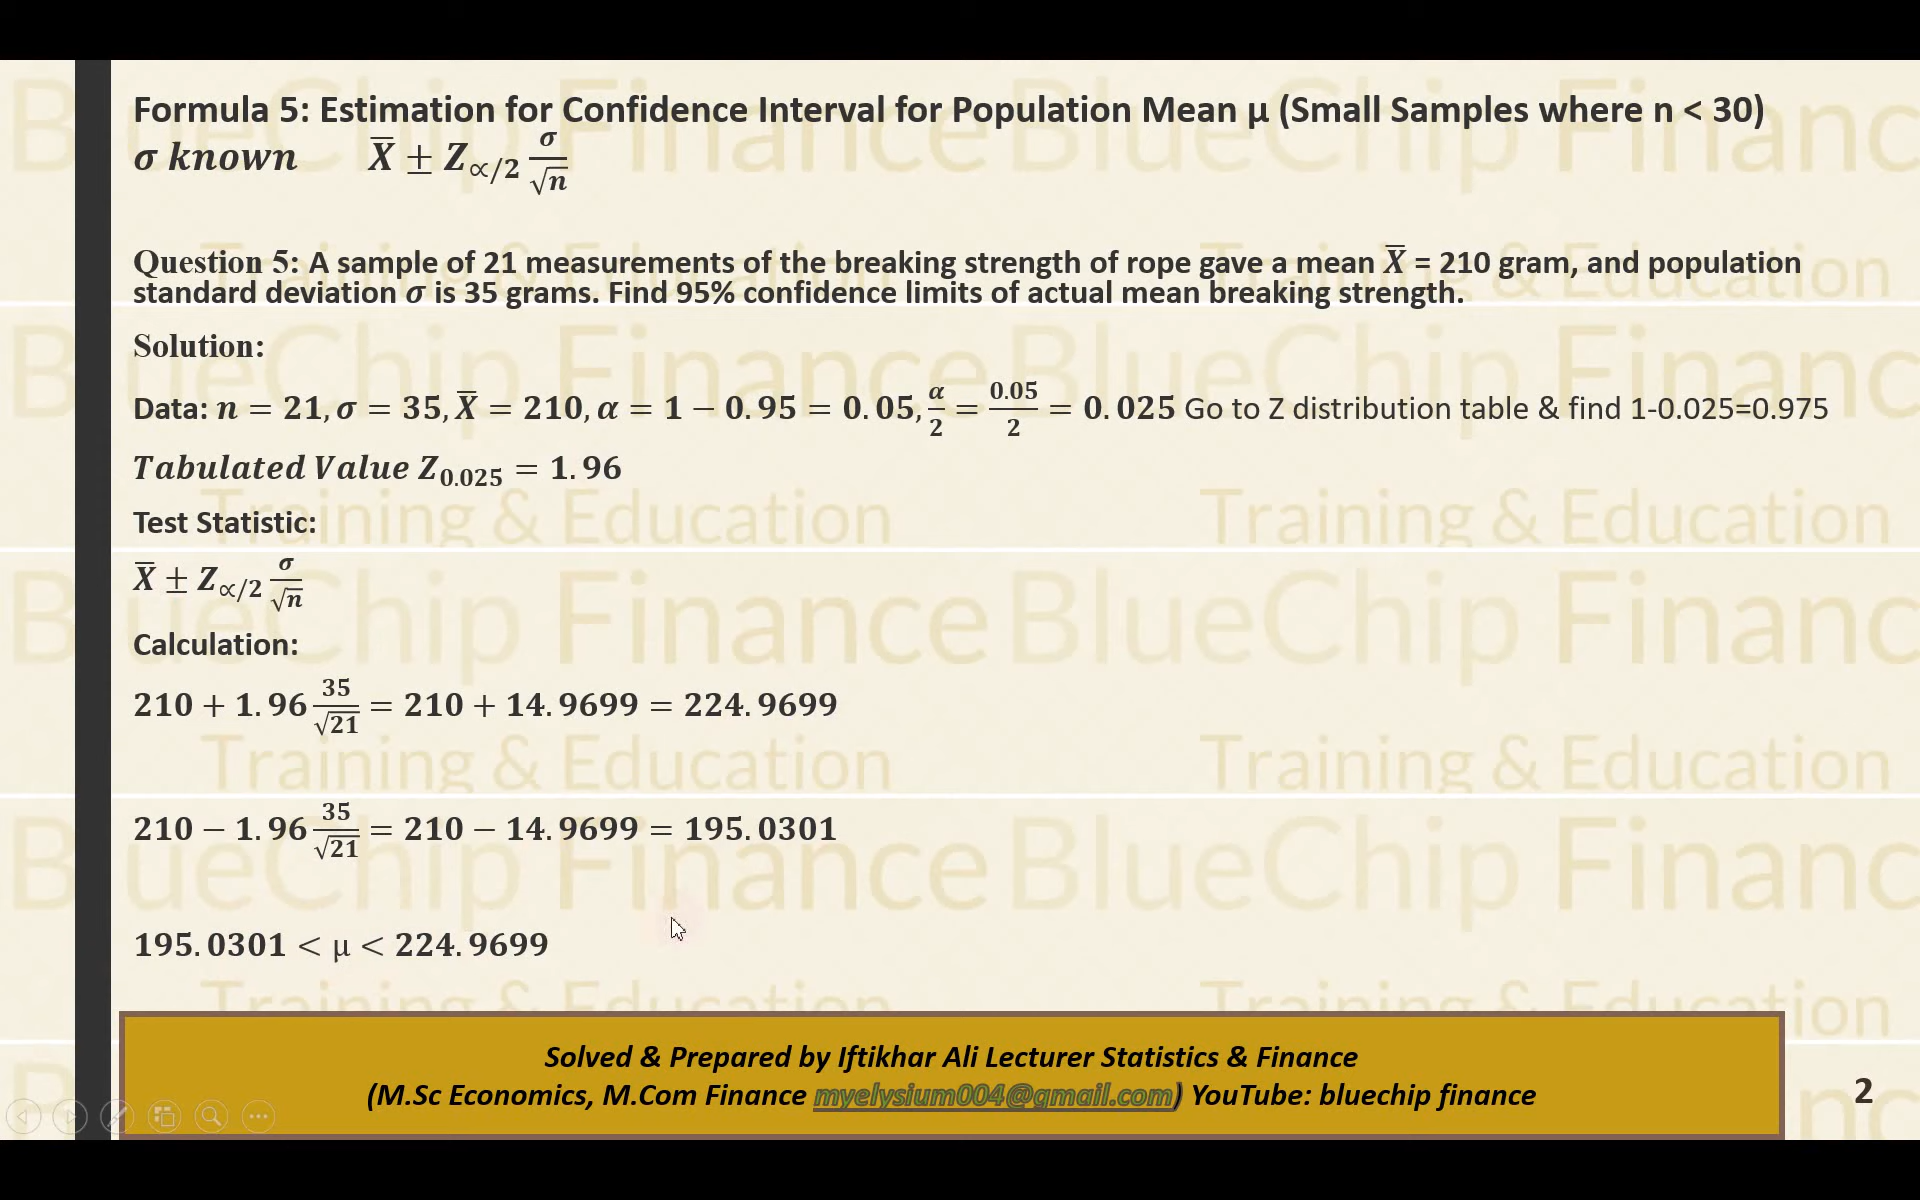 Formula 5: Estimation for Confidence Interval for Population Mean µ (Small Samples where n < 30)
σ known X̅ ± Z∝/2 σ/√n
Question 5: A sample of 21 measurements of the breaking strength of rope gave a mean X̅ = 210 gram, and population
standard deviation σ is 35 grams. Find 95% confidence limits of actual mean breaking strength.
Solution:
Data: n = 21, σ = 35, X̅ = 210, α = 1 − 0.95 = 0.05, α/2 = 0.05/2 = 0.025 Go to Z distribution table & find 1-0.025=0.975
Tabulated Value Z0.025 = 1.96
Test Statistic:
X̅ ± Z∝/2 σ/√n
Calculation:
210 + 1.96 35/√21 = 210 + 14.9699 = 224.9699
210 − 1.96 35/√21 = 210 − 14.9699 = 195.0301
195.0301 < µ < 224.9699
Solved & Prepared by Iftikhar Ali Lecturer Statistics & Finance
(M.Sc Economics, M.Com Finance myelysium004@gmail.com) YouTube: bluechip finance
2
BlueChip Finance
Training & Education